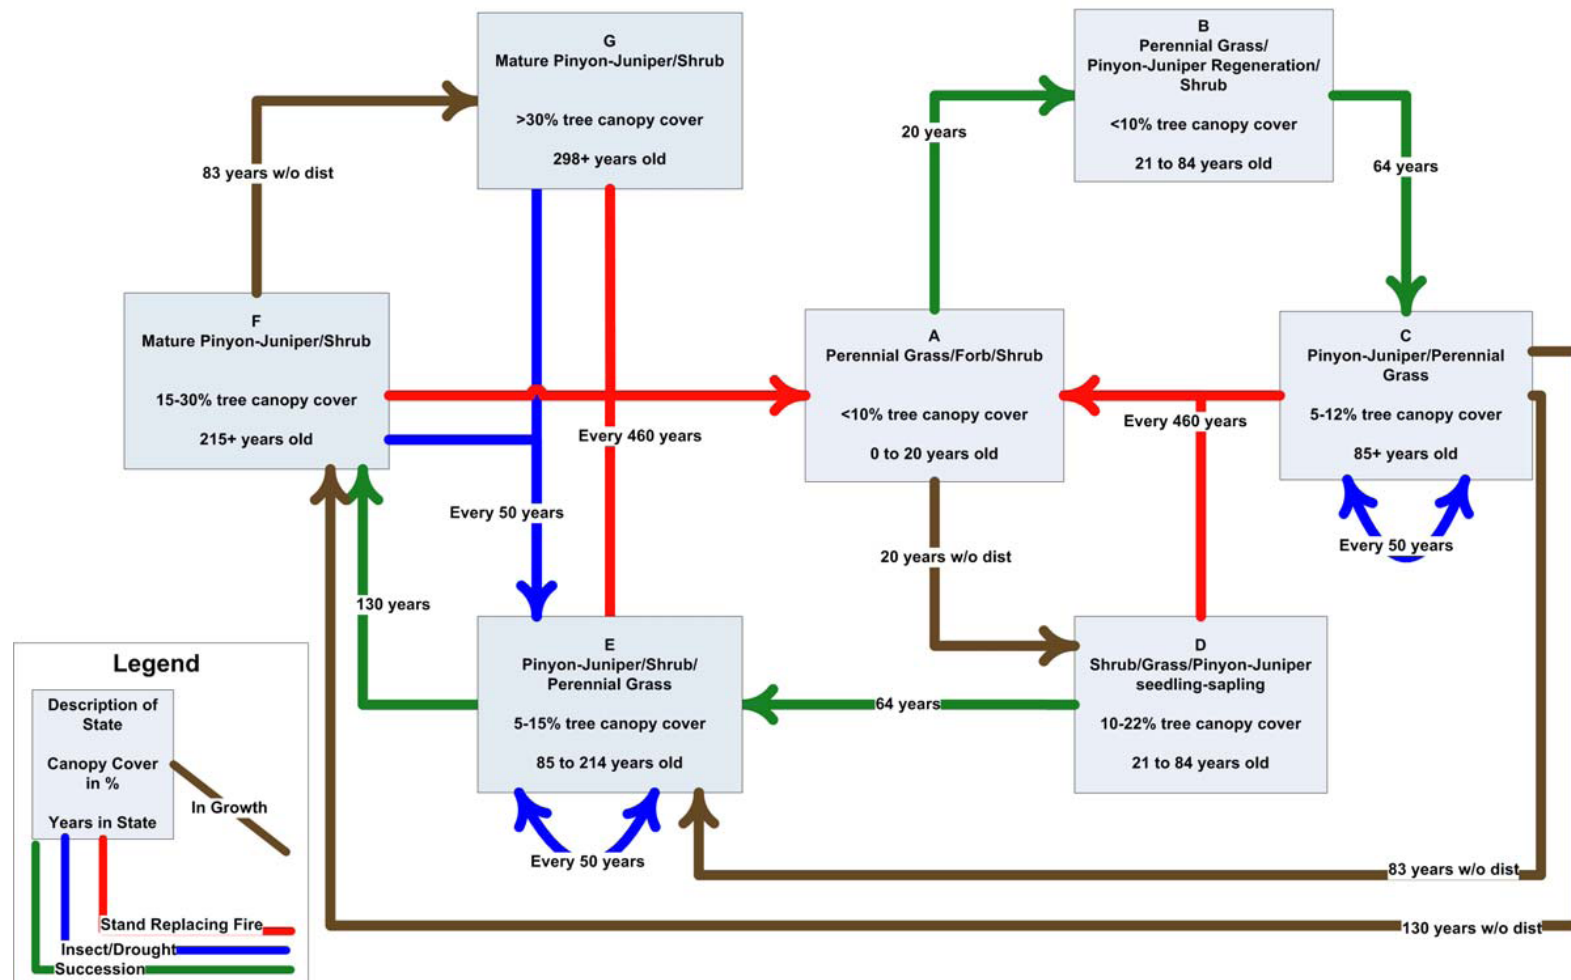 G
Mature Pinyon-Juniper/Shrub
>30% tree canopy cover
298+ years old
B
Perennial Grass/
Pinyon-Juniper Regeneration/
Shrub
<10% tree canopy cover
21 to 84 years old
20 years
64 years
83 years w/o dist
F
Mature Pinyon-Juniper/Shrub
15-30% tree canopy cover
215+ years old
A
Perennial Grass/Forb/Shrub
<10% tree canopy cover
0 to 20 years old
C
Pinyon-Juniper/Perennial
Grass
5-12% tree canopy cover
85+ years old
Every 460 years
Every 460 years
Every 50 years
Every 50 years
20 years w/o dist
130 years
E
Pinyon-Juniper/Shrub/
Perennial Grass
5-15% tree canopy cover
85 to 214 years old
64 years
D
Shrub/Grass/Pinyon-Juniper
seedling-sapling
10-22% tree canopy cover
21 to 84 years old
Every 50 years
83 years w/o dist
130 years w/o dist
Legend
Description of
State
Canopy Cover
in %
Years in State
In Growth
Stand Replacing Fire
Insect/Drought
Succession